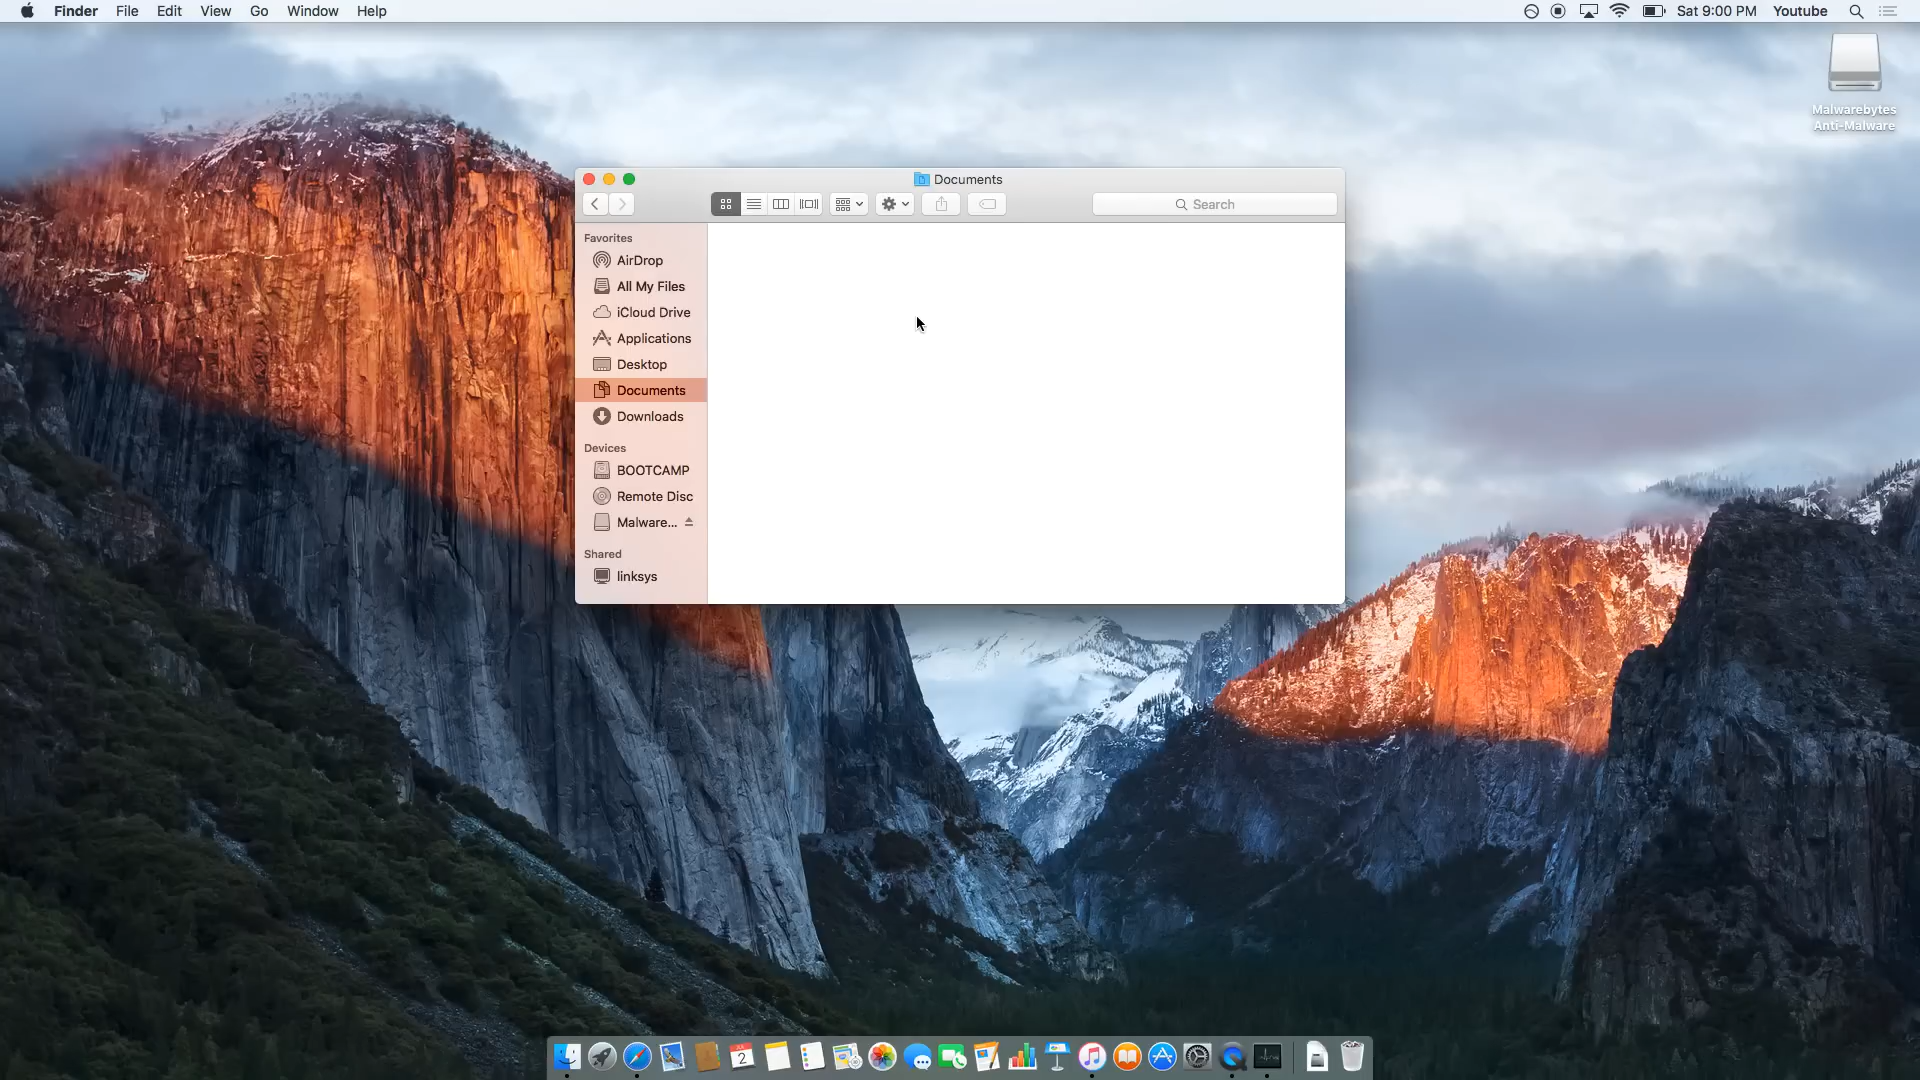 Finder File Edit View Go Window Help
Sat 9:00 PM Youtube
Malwarebytes
Anti-Malware
Documents
Search
Favorites
AirDrop
All My Files
iCloud Drive
Applications
Desktop
Documents
Downloads
Devices
BOOTCAMP
Remote Disc
Malware...
Shared
linksys
2